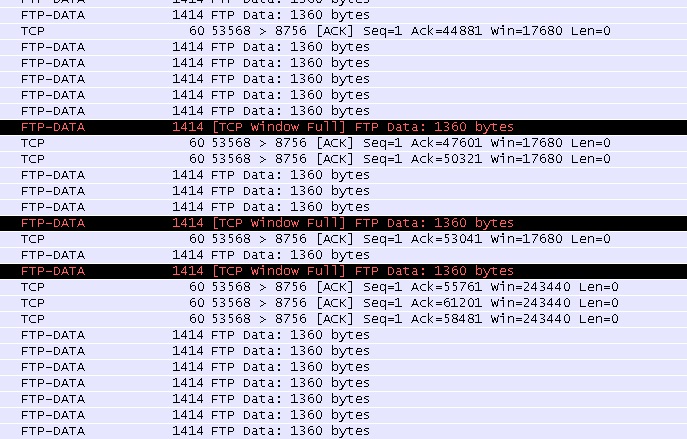 FTP-DATA 1414 FTP Data: 1360 bytes
FTP-DATA 1414 FTP Data: 1360 bytes
TCP 60 53568 > 8756 [ACK] Seq=1 Ack=44881 Win=17680 Len=0
FTP-DATA 1414 FTP Data: 1360 bytes
FTP-DATA 1414 FTP Data: 1360 bytes
FTP-DATA 1414 FTP Data: 1360 bytes
FTP-DATA 1414 FTP Data: 1360 bytes
FTP-DATA 1414 FTP Data: 1360 bytes
FTP-DATA 1414 [TCP Window Full] FTP Data: 1360 bytes
TCP 60 53568 > 8756 [ACK] Seq=1 Ack=47601 Win=17680 Len=0
TCP 60 53568 > 8756 [ACK] Seq=1 Ack=50321 Win=17680 Len=0
FTP-DATA 1414 FTP Data: 1360 bytes
FTP-DATA 1414 FTP Data: 1360 bytes
FTP-DATA 1414 FTP Data: 1360 bytes
FTP-DATA 1414 [TCP Window Full] FTP Data: 1360 bytes
TCP 60 53568 > 8756 [ACK] Seq=1 Ack=53041 Win=17680 Len=0
FTP-DATA 1414 FTP Data: 1360 bytes
FTP-DATA 1414 [TCP Window Full] FTP Data: 1360 bytes
TCP 60 53568 > 8756 [ACK] Seq=1 Ack=55761 Win=243440 Len=0
TCP 60 53568 > 8756 [ACK] Seq=1 Ack=61201 Win=243440 Len=0
TCP 60 53568 > 8756 [ACK] Seq=1 Ack=58481 Win=243440 Len=0
FTP-DATA 1414 FTP Data: 1360 bytes
FTP-DATA 1414 FTP Data: 1360 bytes
FTP-DATA 1414 FTP Data: 1360 bytes
FTP-DATA 1414 FTP Data: 1360 bytes
FTP-DATA 1414 FTP Data: 1360 bytes
FTP-DATA 1414 FTP Data: 1360 bytes
FTP-DATA 1414 FTP Data: 1360 bytes